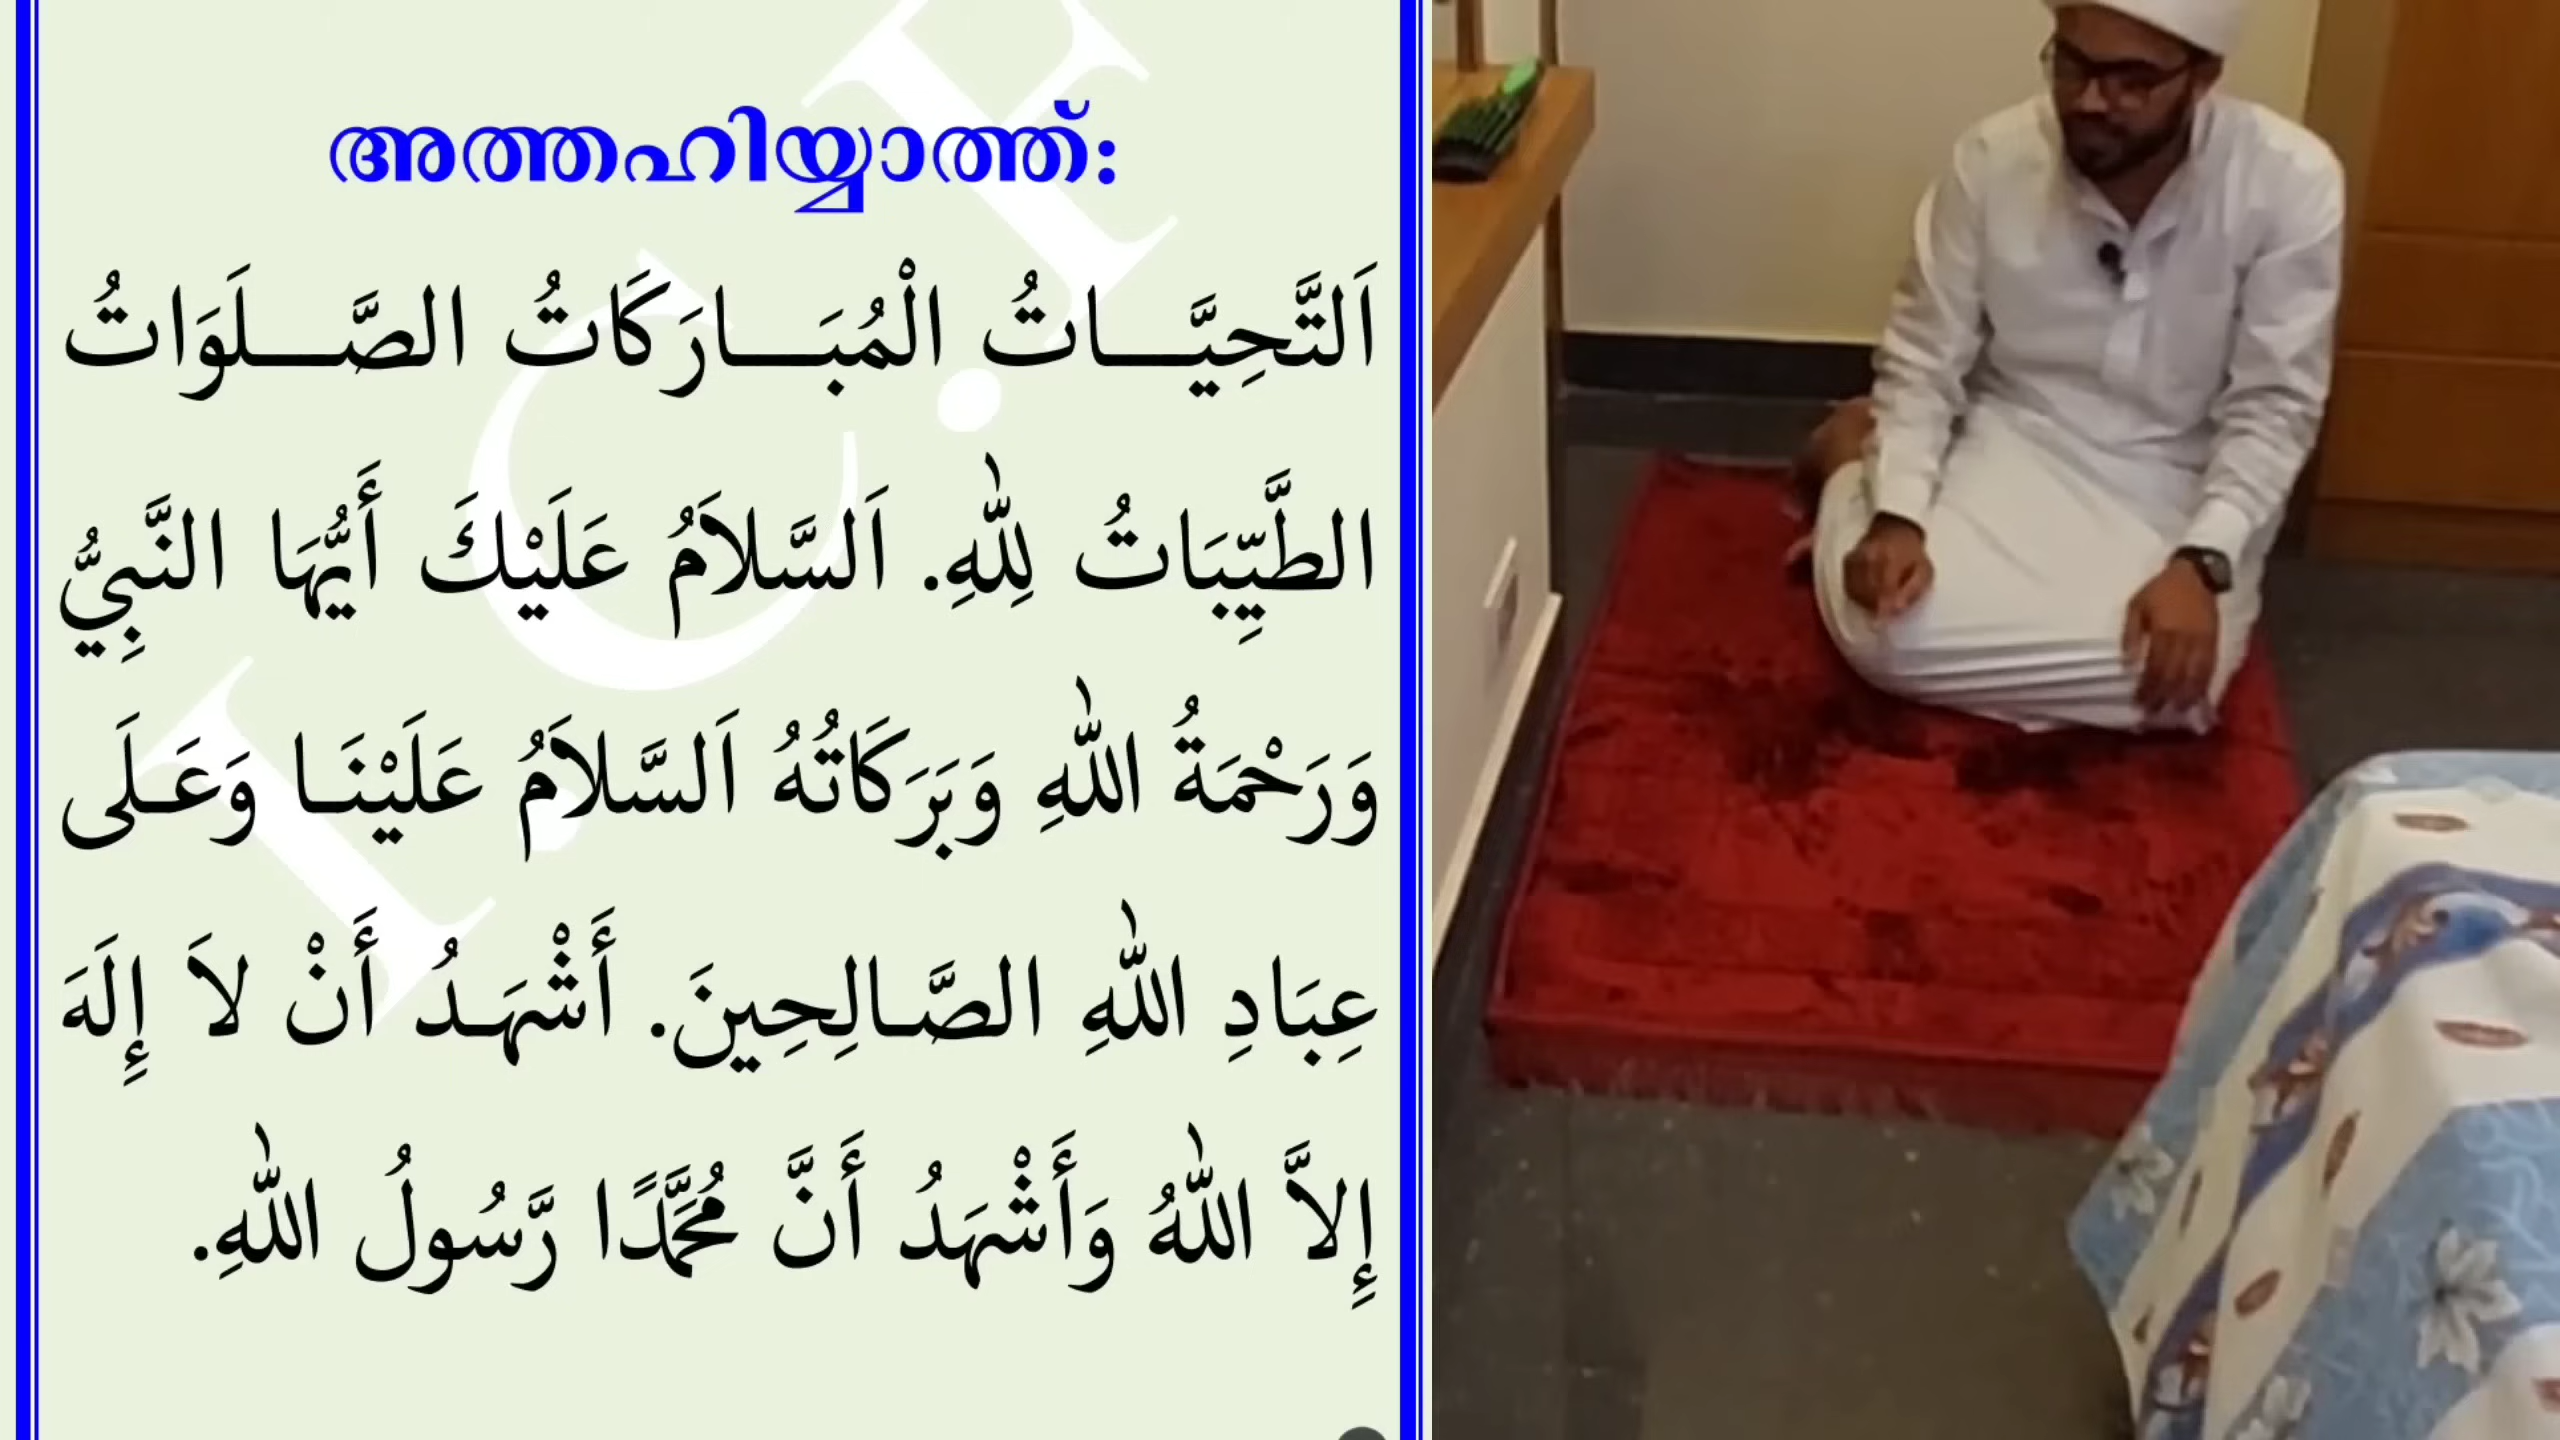 അത്തഹിയ്യാത്ത്:
اَلتَّحِيَّـــاتُ الْمُبَـــارَكَاتُ الصَّـــلَوَاتُ
الطَّيِّبَاتُ لِلّٰهِ. اَلسَّلاَمُ عَلَيْكَ أَيُّهَا النَّبِيُّ
وَرَحْمَةُ اللّٰهِ وَبَرَكَاتُهُ اَلسَّلاَمُ عَلَيْنَـا وَعَـلَى
عِبَادِ اللّٰهِ الصَّـالِحِينَ. أَشْهَـدُ أَنْ لاَ إِلَهَ
إِلاَّ اللّٰهُ وَأَشْهَدُ أَنَّ مُحَمَّدًا رَّسُولُ اللّٰهِ.
I.C.F